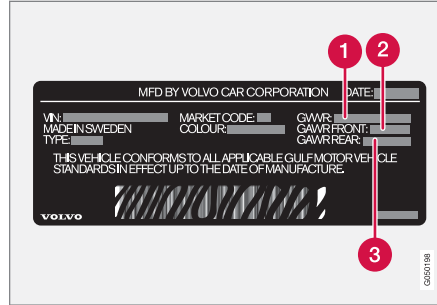 1 2
MFD BY VOLVO CAR CORPORATION DATE:
VIN: MARKET CODE: GVWR:
MADE IN SWEDEN COLOUR: GAWR FRONT:
TYPE: GAWR REAR:
THIS VEHICLE CONFORMS TO ALL APPLICABLE GULF MOTOR VEHICLE
STANDARDS IN EFFECT UP TO THE DATE OF MANUFACTURE.
VOLVO
3
G050198